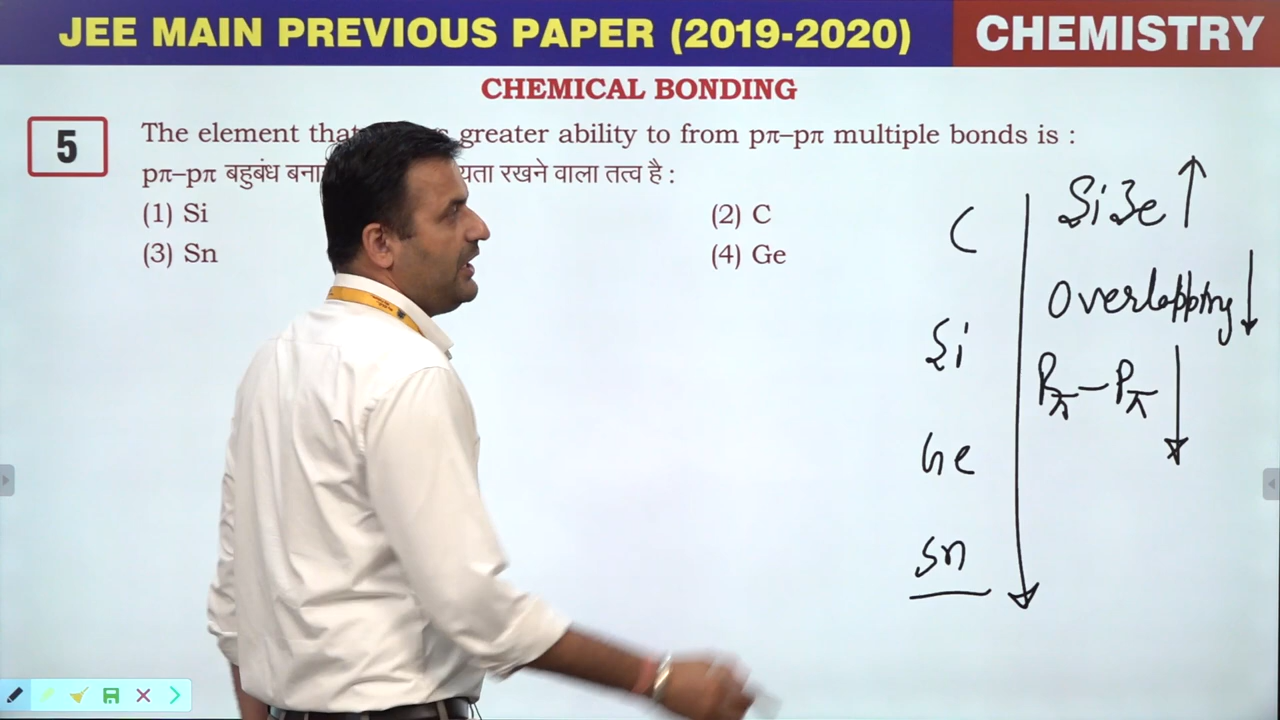 JEE MAIN PREVIOUS PAPER (2019-2020)
CHEMISTRY
CHEMICAL BONDING
5
The element that greater ability to from pπ–pπ multiple bonds is :
pπ–pπ बहुबंध रखने वाला तत्व है :
(1) Si
(2) C
(3) Sn
(4) Ge
C
Si
Ge
Sn
Size ↑
Overlapping ↓
Pπ–Pπ ↓